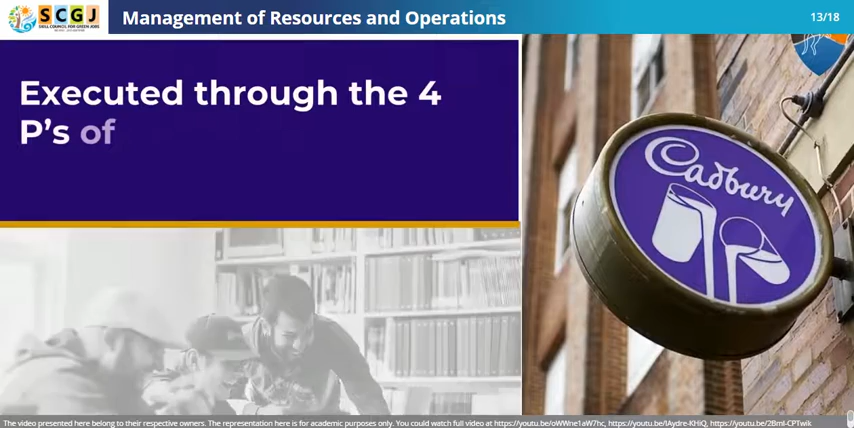 SCGJ
SKILL COUNCIL FOR GREEN JOBS
Management of Resources and Operations
13/18
Executed through the 4
P's of
Cadbury
The video presented here belong to their respective owners. The representation here is for academic purposes only. You could watch full video at https://youtu.be/oWWne1aW7hc, https://youtu.be/lAydre-KHiQ, https://youtu.be/2BmI-CPTwik